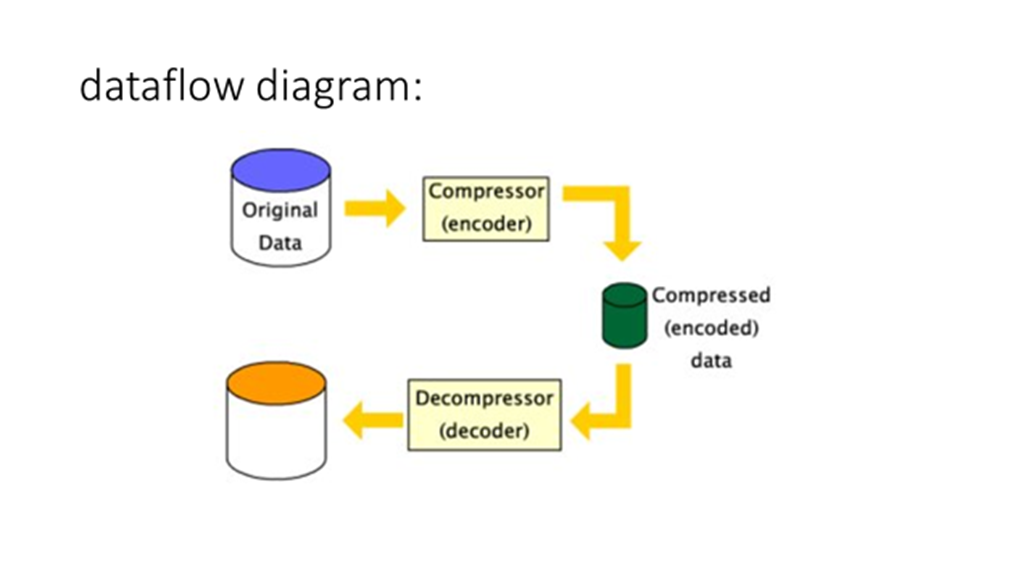 dataflow diagram:
Original
Data
Compressor
(encoder)
Compressed
(encoded)
data
Decompressor
(decoder)